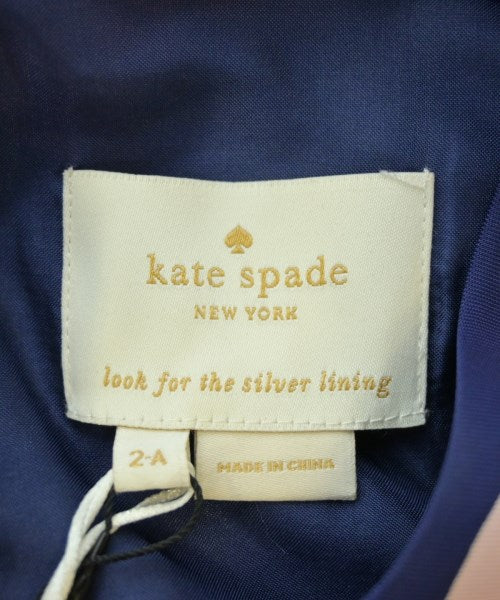 kate spade
NEW YORK
look for the silver lining
2-A
MADE IN CHINA